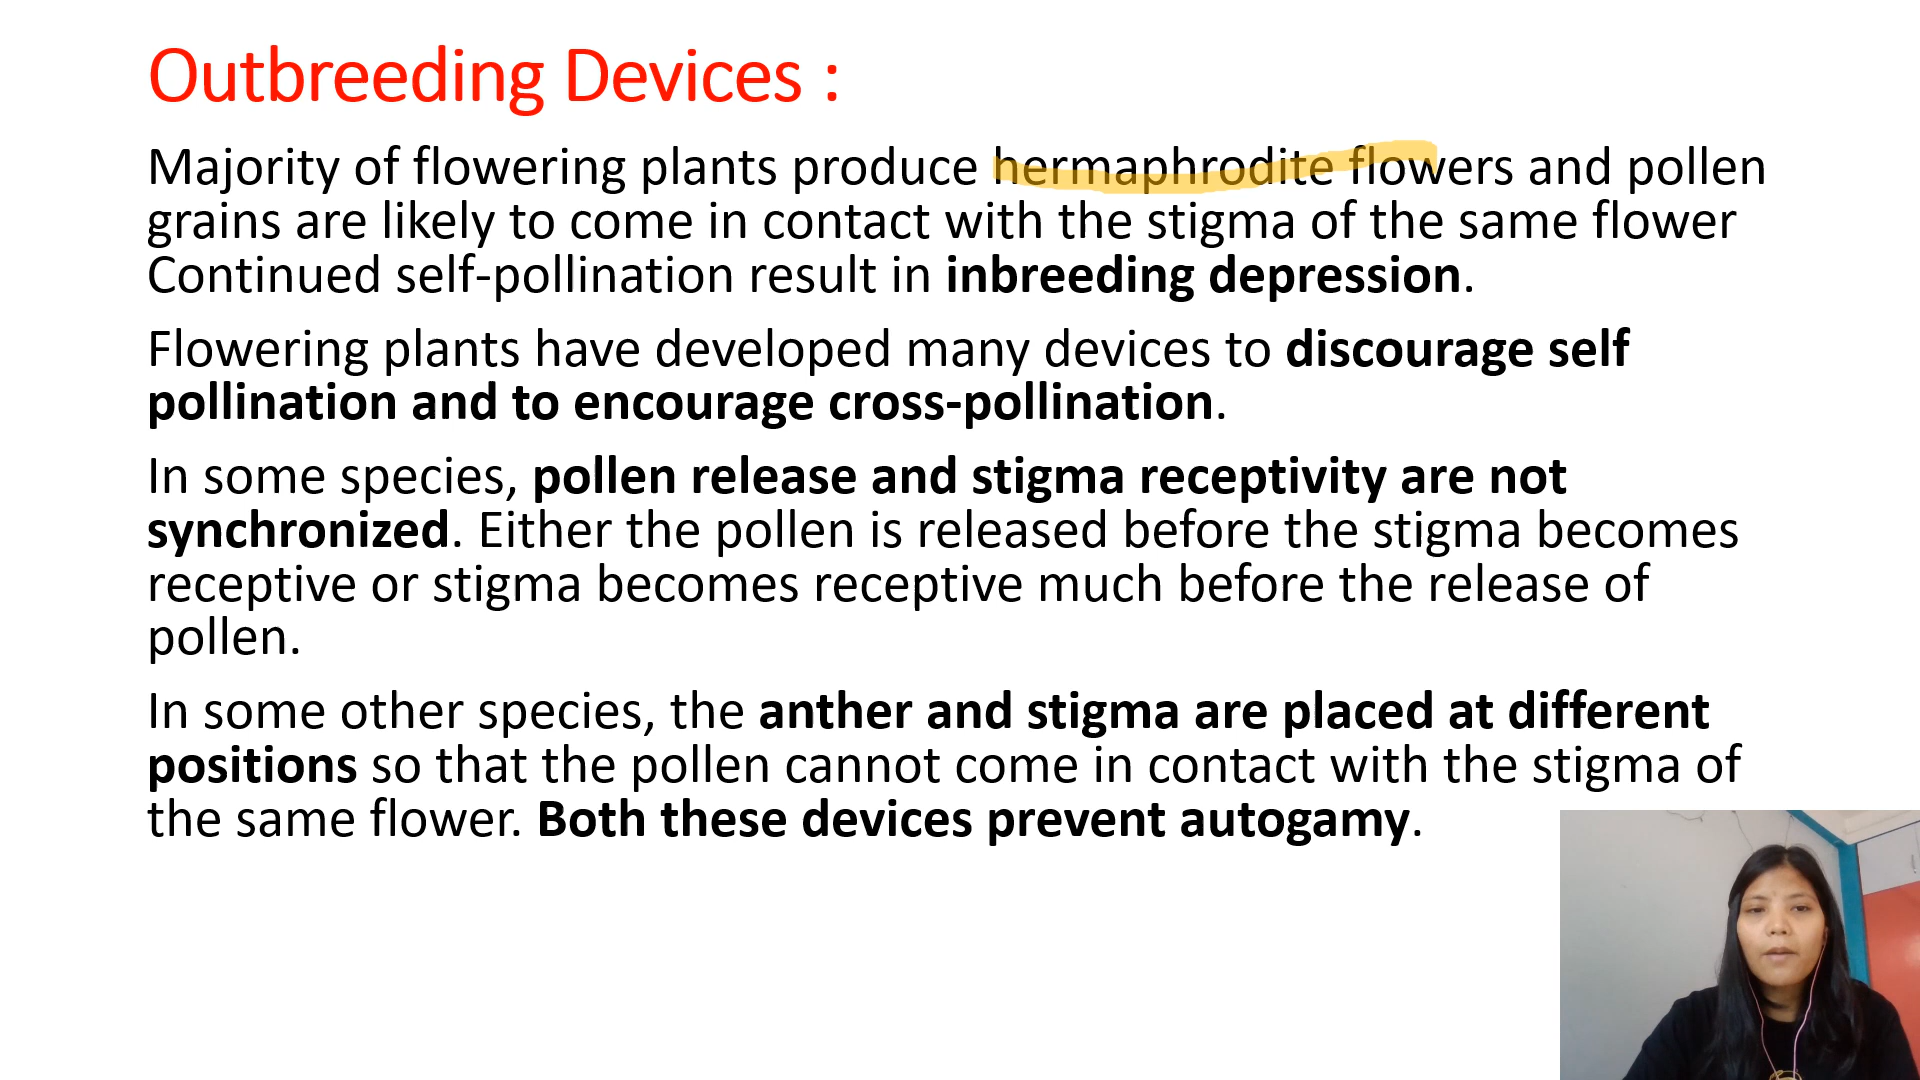 Outbreeding Devices :
Majority of flowering plants produce hermaphrodite flowers and pollen
grains are likely to come in contact with the stigma of the same flower
Continued self-pollination result in inbreeding depression.
Flowering plants have developed many devices to discourage self
pollination and to encourage cross-pollination.
In some species, pollen release and stigma receptivity are not
synchronized. Either the pollen is released before the stigma becomes
receptive or stigma becomes receptive much before the release of
pollen.
In some other species, the anther and stigma are placed at different
positions so that the pollen cannot come in contact with the stigma of
the same flower. Both these devices prevent autogamy.